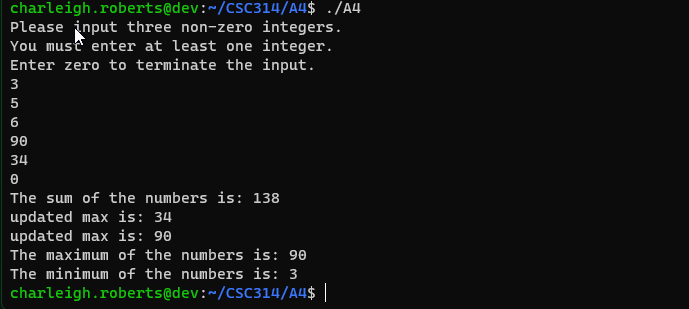 charleigh.roberts@dev:~/CSC314/A4$ ./A4
Please input three non-zero integers.
You must enter at least one integer.
Enter zero to terminate the input.
3
5
6
90
34
0
The sum of the numbers is: 138
updated max is: 34
updated max is: 90
The maximum of the numbers is: 90
The minimum of the numbers is: 3
charleigh.roberts@dev:~/CSC314/A4$